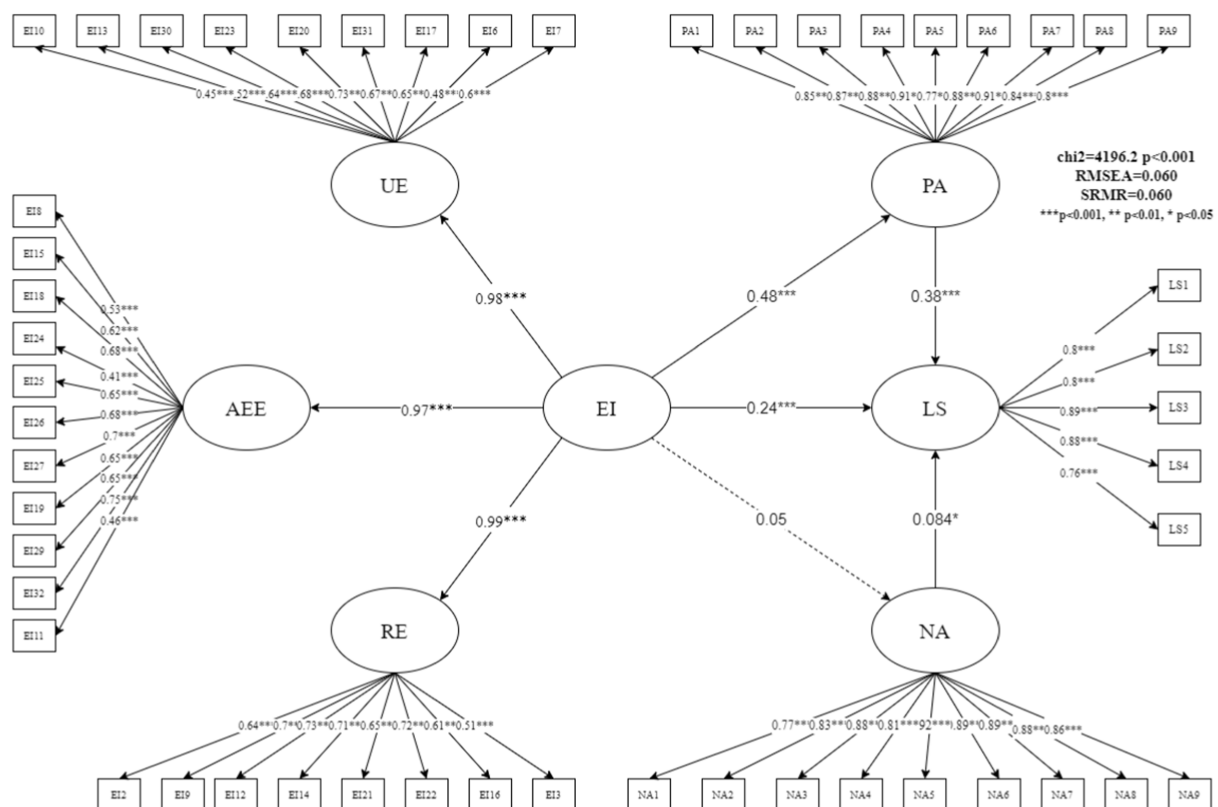 EI10 EI13 EI30 EI23 EI20 EI31 EI17 EI6 EI7
PA1 PA2 PA3 PA4 PA5 PA6 PA7 PA8 PA9
0.45*** .52*** .64*** .68*** 0.73** 0.67** 0.65** 0.48** 0.6***
0.85** 0.87** 0.88** 0.91* 0.77* 0.88** 0.91* 0.84** 0.8***
UE
PA
chi2=4196.2 p<0.001
RMSEA=0.060
SRMR=0.060
***p<0.001, ** p<0.01, * p<0.05
EI8
EI15
EI18
EI24
EI25
EI26
EI27
EI19
EI29
EI32
EI11
0.53***
0.62***
0.68***
0.41***
0.65***
0.68***
0.7***
0.65***
0.65***
0.75***
0.46***
0.98***
0.48***
0.38***
AEE
0.97***
EI
0.24***
LS
0.8***
0.8***
0.89***
0.88***
0.76***
LS1
LS2
LS3
LS4
LS5
0.99***
0.05
0.084*
RE
NA
0.64** 0.7** 0.73** 0.71** 0.65** 0.72** 0.61** 0.51***
0.77** 0.83** 0.88** 0.81*** .92*** .89** 0.89** 0.88** 0.86***
EI2 EI9 EI12 EI14 EI21 EI22 EI16 EI3
NA1 NA2 NA3 NA4 NA5 NA6 NA7 NA8 NA9